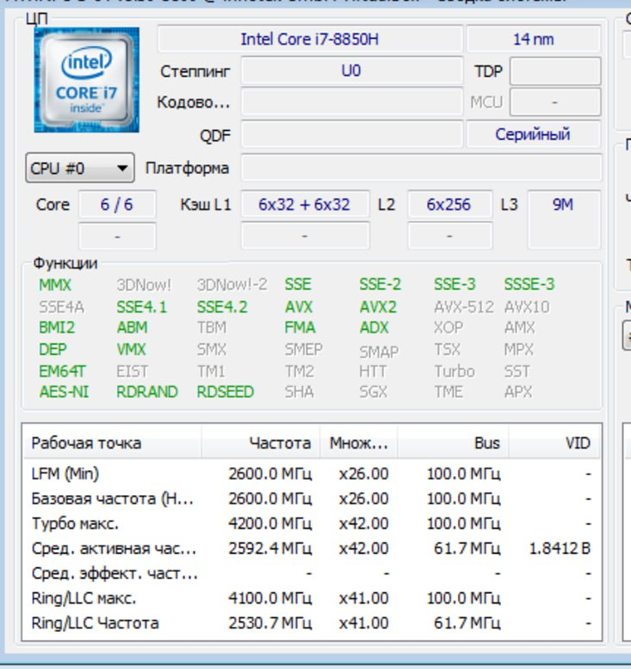 ЦП
Intel Core i7-8850H 14 nm
intel
CORE i7
inside
Степпинг U0 TDP
Кодово... MCU -
QDF Серийный
CPU #0 Платформа
Core 6 / 6 Кэш L1 6x32 + 6x32 L2 6x256 L3 9M
- - -
Функции
MMX 3DNow! 3DNow!-2 SSE SSE-2 SSE-3 SSSE-3
SSE4A SSE4.1 SSE4.2 AVX AVX2 AVX-512 AVX10
BMI2 ABM TBM FMA ADX XOP AMX
DEP VMX SMX SMEP SMAP TSX MPX
EM64T EIST TM1 TM2 HTT Turbo SST
AES-NI RDRAND RDSEED SHA SGX TME APX
Рабочая точка Частота Множ... Bus VID
LFM (Min) 2600.0 МГц x26.00 100.0 МГц -
Базовая частота (H... 2600.0 МГц x26.00 100.0 МГц -
Турбо макс. 4200.0 МГц x42.00 100.0 МГц -
Сред. активная час... 2592.4 МГц x42.00 61.7 МГц 1.8412 В
Сред. эффект. част... - - - -
Ring/LLC макс. 4100.0 МГц x41.00 100.0 МГц -
Ring/LLC Частота 2530.7 МГц x41.00 61.7 МГц -